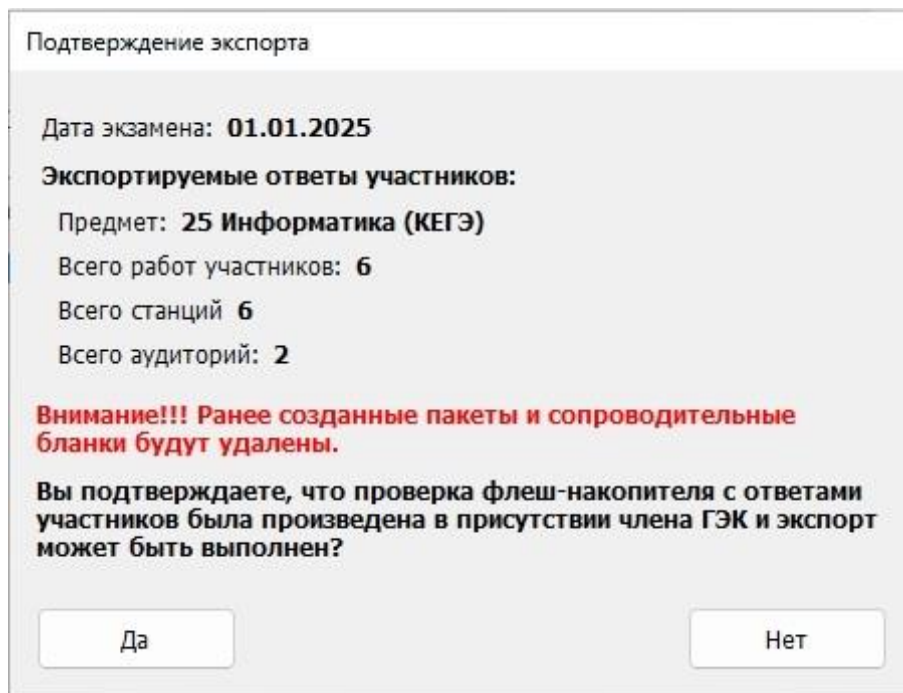 Подтверждение экспорта
Дата экзамена: 01.01.2025
Экспортируемые ответы участников:
Предмет: 25 Информатика (КЕГЭ)
Всего работ участников: 6
Всего станций 6
Всего аудиторий: 2
Внимание!!! Ранее созданные пакеты и сопроводительные
бланки будут удалены.
Вы подтверждаете, что проверка флеш-накопителя с ответами
участников была произведена в присутствии члена ГЭК и экспорт
может быть выполнен?
Да Нет